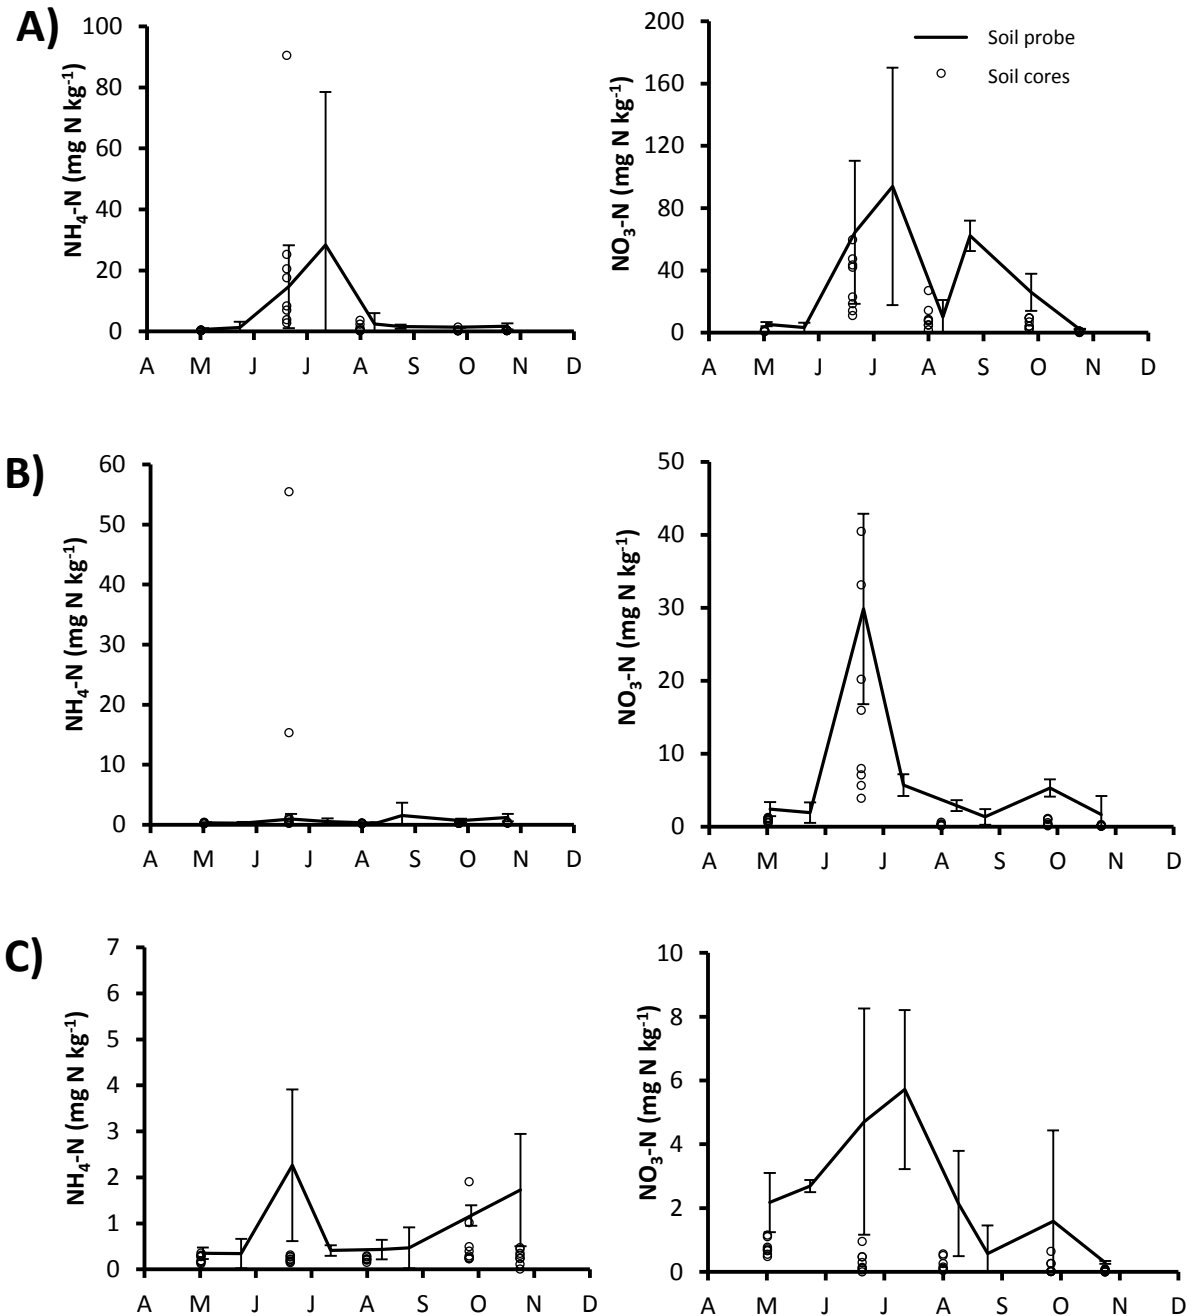 A)
NH₄-N (mg N kg⁻¹)
100
80
60
40
20
0
A M J J A S O N D
NO₃-N (mg N kg⁻¹)
200
160
120
80
40
0
A M J J A S O N D
Soil probe
Soil cores
B)
NH₄-N (mg N kg⁻¹)
60
50
40
30
20
10
0
A M J J A S O N D
NO₃-N (mg N kg⁻¹)
50
40
30
20
10
0
A M J J A S O N D
C)
NH₄-N (mg N kg⁻¹)
7
6
5
4
3
2
1
0
A M J J A S O N D
NO₃-N (mg N kg⁻¹)
10
8
6
4
2
0
A M J J A S O N D